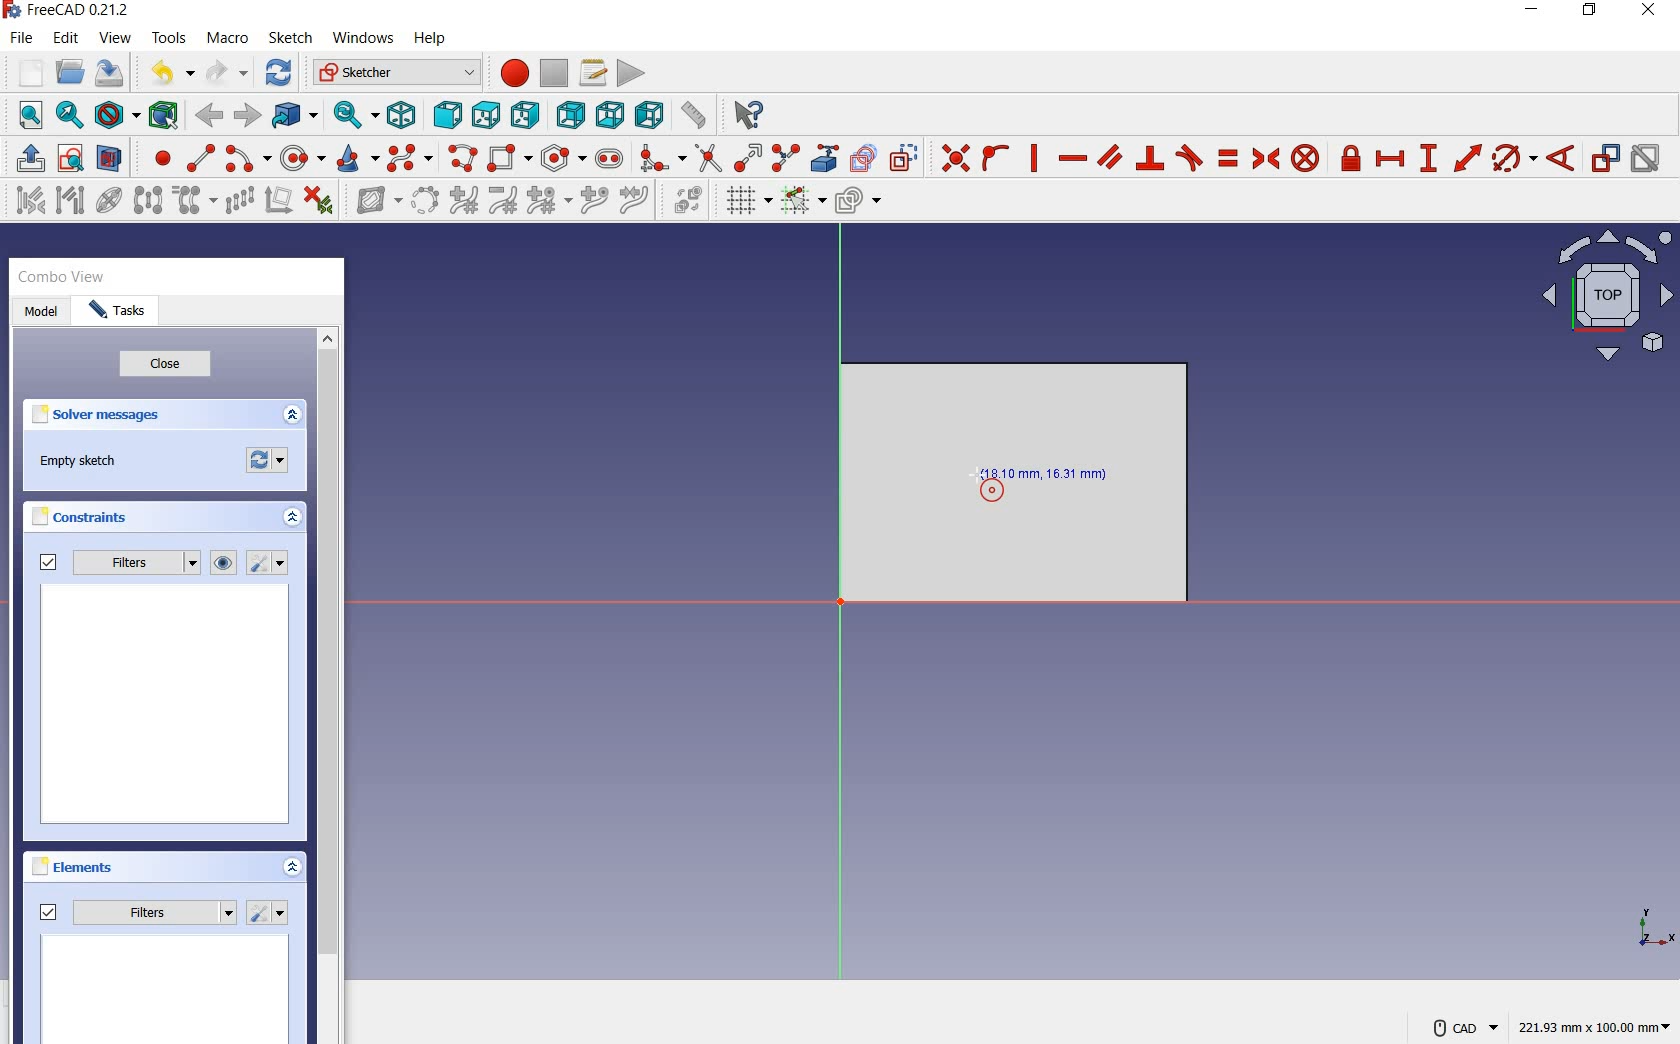 FreeCAD 0.21.2
File Edit View Tools Macro Sketch Windows Help
Sketcher
Combo View
Model Tasks
Close
Solver messages
Empty sketch
Constraints
Filters
Elements
Filters
(18.10 mm, 16.31 mm)
TOP
Y
Z X
CAD 221.93 mm x 100.00 mm